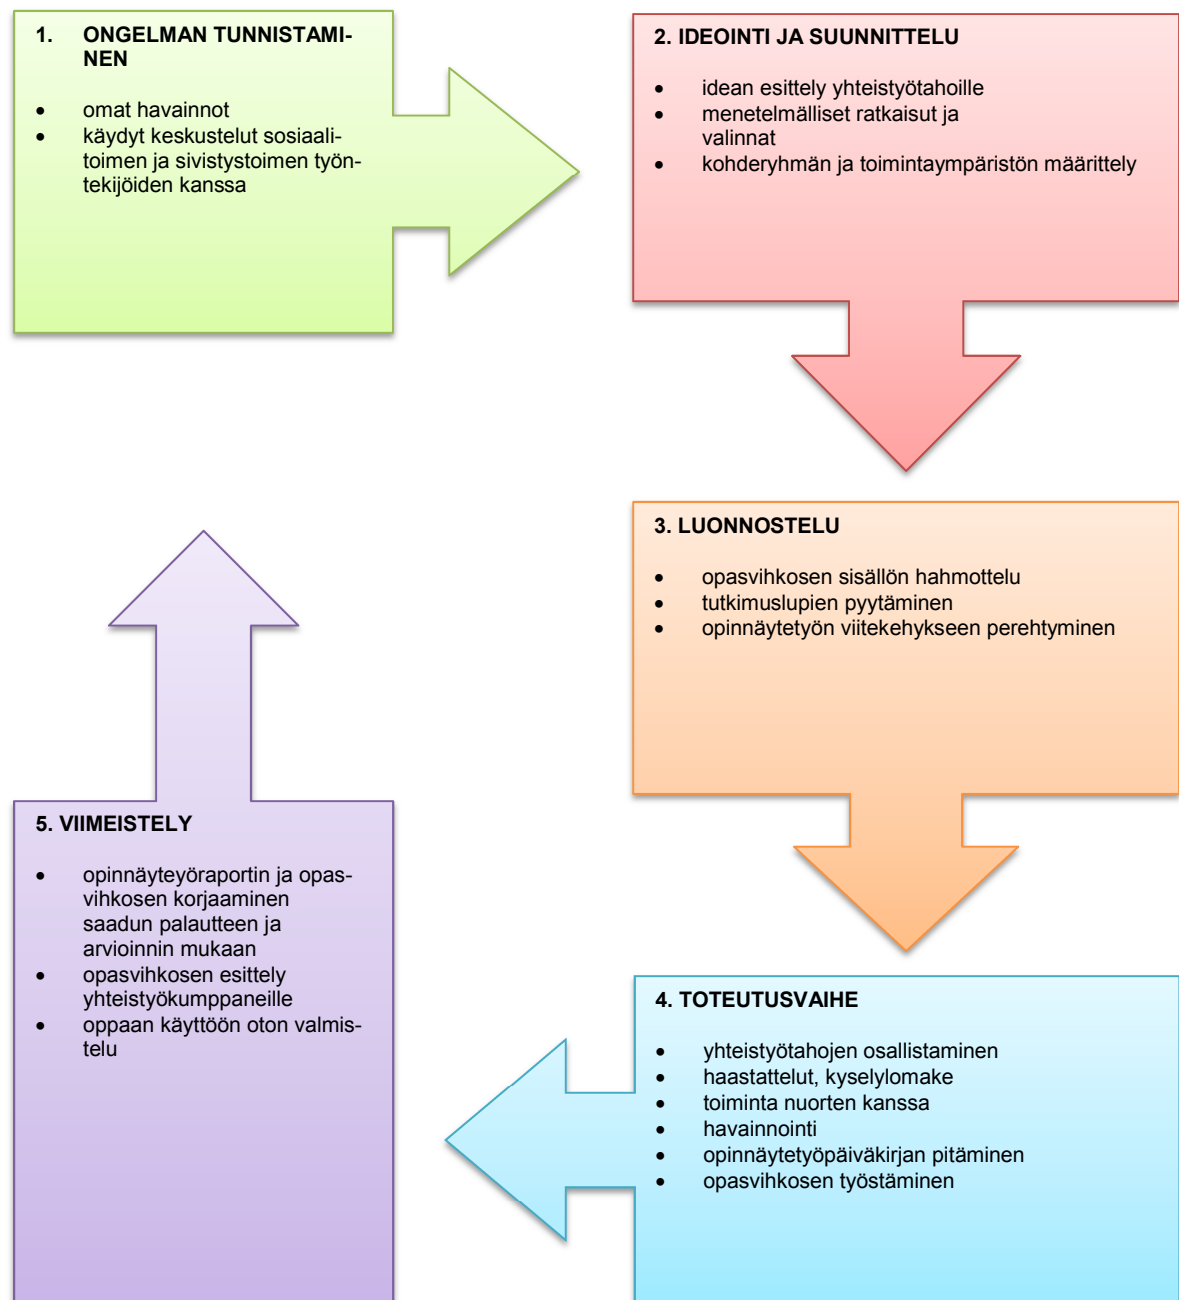 1. ONGELMAN TUNNISTAMI-
NEN
• omat havainnot
• käydyt keskustelut sosiaali-
toimen ja sivistystoimen työn-
tekijöiden kanssa
2. IDEOINTI JA SUUNNITTELU
• idean esittely yhteistyötahoille
• menetelmälliset ratkaisut ja
valinnat
• kohderyhmän ja toimintaympäristön määrittely
3. LUONNOSTELU
• opasvihkosen sisällön hahmottelu
• tutkimuslupien pyytäminen
• opinnäytetyön viitekehykseen perehtyminen
4. TOTEUTUSVAIHE
• yhteistyötahojen osallistaminen
• haastattelut, kyselylomake
• toiminta nuorten kanssa
• havainnointi
• opinnäytetyöpäiväkirjan pitäminen
• opasvihkosen työstäminen
5. VIIMEISTELY
• opinnäyteyöraportin ja opas-
vihkosen korjaaminen
saadun palautteen ja
arvioinnin mukaan
• opasvihkosen esittely
yhteistyökumppaneille
• oppaan käyttöön oton valmis-
telu